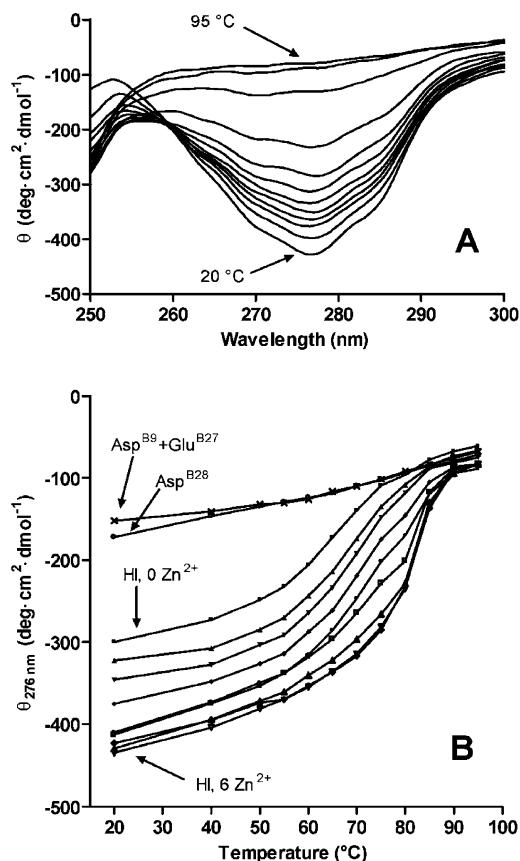 0
-100
-200
-300
-400
-500
θ (deg·cm²·dmol⁻¹)
95 °C
20 °C
A
250 260 270 280 290 300
Wavelength (nm)
0
-100
-200
-300
-400
-500
θ276 nm (deg·cm²·dmol⁻¹)
Asp^B9+Glu^B27
Asp^B28
HI, 0 Zn²⁺
HI, 6 Zn²⁺
B
20 30 40 50 60 70 80 90 100
Temperature (°C)